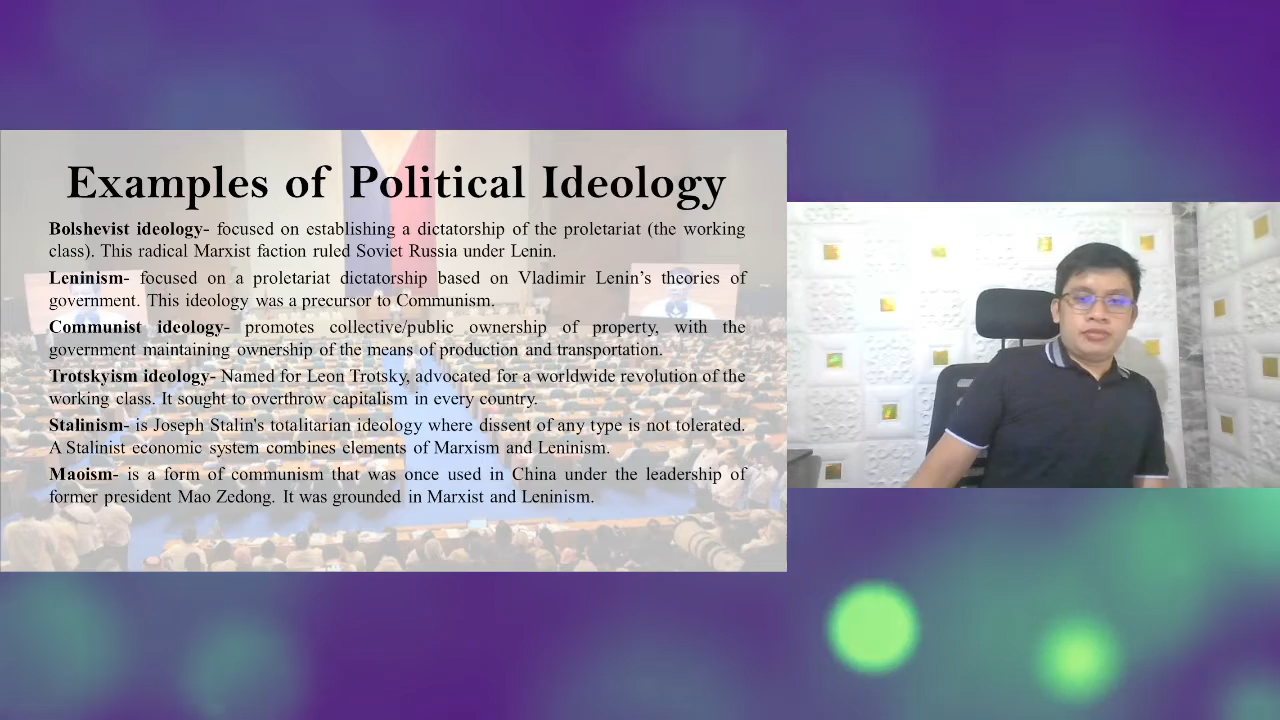 Examples of Political Ideology
Bolshevist ideology- focused on establishing a dictatorship of the proletariat (the working
class). This radical Marxist faction ruled Soviet Russia under Lenin.
Leninism- focused on a proletariat dictatorship based on Vladimir Lenin’s theories of
government. This ideology was a precursor to Communism.
Communist ideology- promotes collective/public ownership of property, with the
government maintaining ownership of the means of production and transportation.
Trotskyism ideology- Named for Leon Trotsky, advocated for a worldwide revolution of the
working class. It sought to overthrow capitalism in every country.
Stalinism- is Joseph Stalin's totalitarian ideology where dissent of any type is not tolerated.
A Stalinist economic system combines elements of Marxism and Leninism.
Maoism- is a form of communism that was once used in China under the leadership of
former president Mao Zedong. It was grounded in Marxist and Leninism.